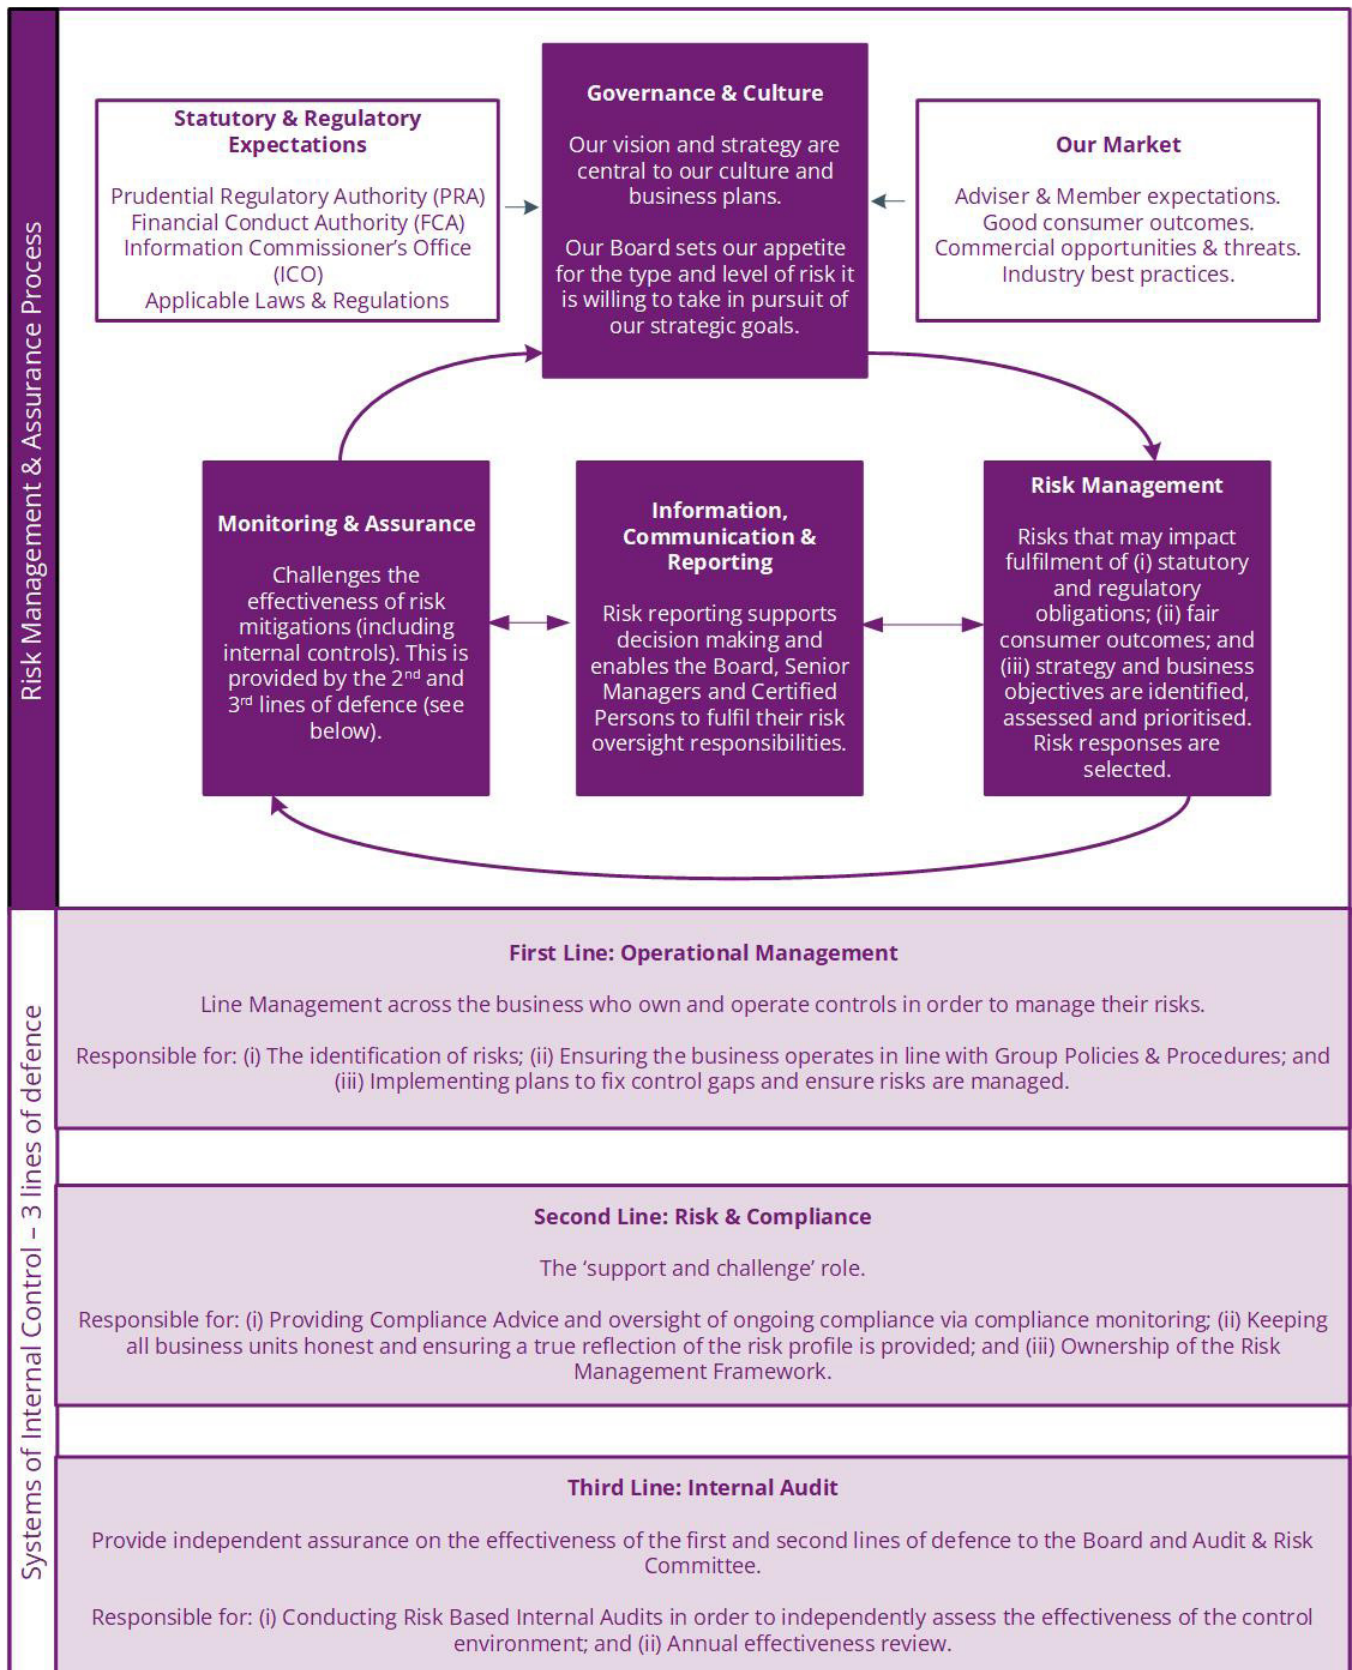 Risk Management & Assurance Process
Statutory & Regulatory
Expectations
Prudential Regulatory Authority (PRA)
Financial Conduct Authority (FCA)
Information Commissioner’s Office
(ICO)
Applicable Laws & Regulations
Governance & Culture
Our vision and strategy are
central to our culture and
business plans.
Our Board sets our appetite
for the type and level of risk it
is willing to take in pursuit of
our strategic goals.
Our Market
Adviser & Member expectations.
Good consumer outcomes.
Commercial opportunities & threats.
Industry best practices.
Monitoring & Assurance
Challenges the
effectiveness of risk
mitigations (including
internal controls). This is
provided by the 2nd and
3rd lines of defence (see
below).
Information,
Communication &
Reporting
Risk reporting supports
decision making and
enables the Board, Senior
Managers and Certified
Persons to fulfil their risk
oversight responsibilities.
Risk Management
Risks that may impact
fulfilment of (i) statutory
and regulatory
obligations; (ii) fair
consumer outcomes; and
(iii) strategy and business
objectives are identified,
assessed and prioritised.
Risk responses are
selected.
Systems of Internal Control – 3 lines of defence
First Line: Operational Management
Line Management across the business who own and operate controls in order to manage their risks.
Responsible for: (i) The identification of risks; (ii) Ensuring the business operates in line with Group Policies & Procedures; and
(iii) Implementing plans to fix control gaps and ensure risks are managed.
Second Line: Risk & Compliance
The ‘support and challenge’ role.
Responsible for: (i) Providing Compliance Advice and oversight of ongoing compliance via compliance monitoring; (ii) Keeping
all business units honest and ensuring a true reflection of the risk profile is provided; and (iii) Ownership of the Risk
Management Framework.
Third Line: Internal Audit
Provide independent assurance on the effectiveness of the first and second lines of defence to the Board and Audit & Risk
Committee.
Responsible for: (i) Conducting Risk Based Internal Audits in order to independently assess the effectiveness of the control
environment; and (ii) Annual effectiveness review.